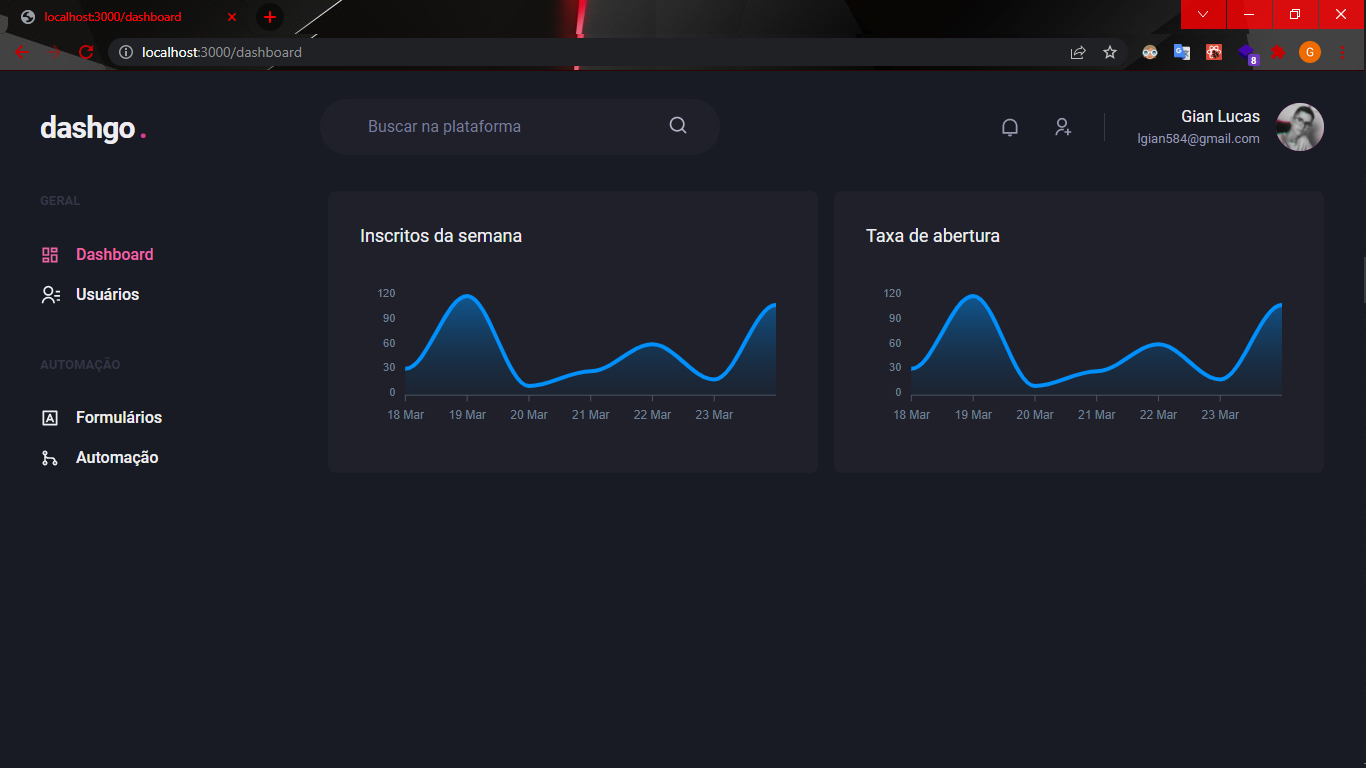 localhost:3000/dashboard
localhost:3000/dashboard
8
G
dashgo.
Buscar na plataforma
Gian Lucas
lgian584@gmail.com
GERAL
Dashboard
Usuários
AUTOMAÇÃO
Formulários
Automação
Inscritos da semana
120
90
60
30
0
18 Mar 19 Mar 20 Mar 21 Mar 22 Mar 23 Mar
Taxa de abertura
120
90
60
30
0
18 Mar 19 Mar 20 Mar 21 Mar 22 Mar 23 Mar